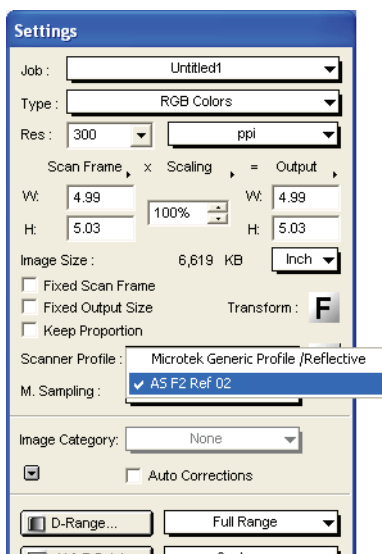 Settings
Job : Untitled1
Type : RGB Colors
Res : 300 ppi
Scan Frame x Scaling = Output
W: 4.99 100% W: 4.99
H: 5.03 H: 5.03
Image Size : 6,619 KB Inch
Fixed Scan Frame
Fixed Output Size Transform : F
Keep Proportion
Scanner Profile : Microtek Generic Profile /Reflective
M. Sampling : AS F2 Ref 02
Image Category: None
Auto Corrections
D-Range... Full Range